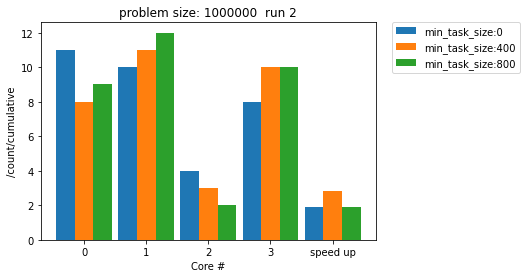 problem size: 1000000  run 2
min_task_size:0
min_task_size:400
min_task_size:800
/count/cumulative
12
10
8
6
4
2
0
0 1 2 3 speed up
Core #